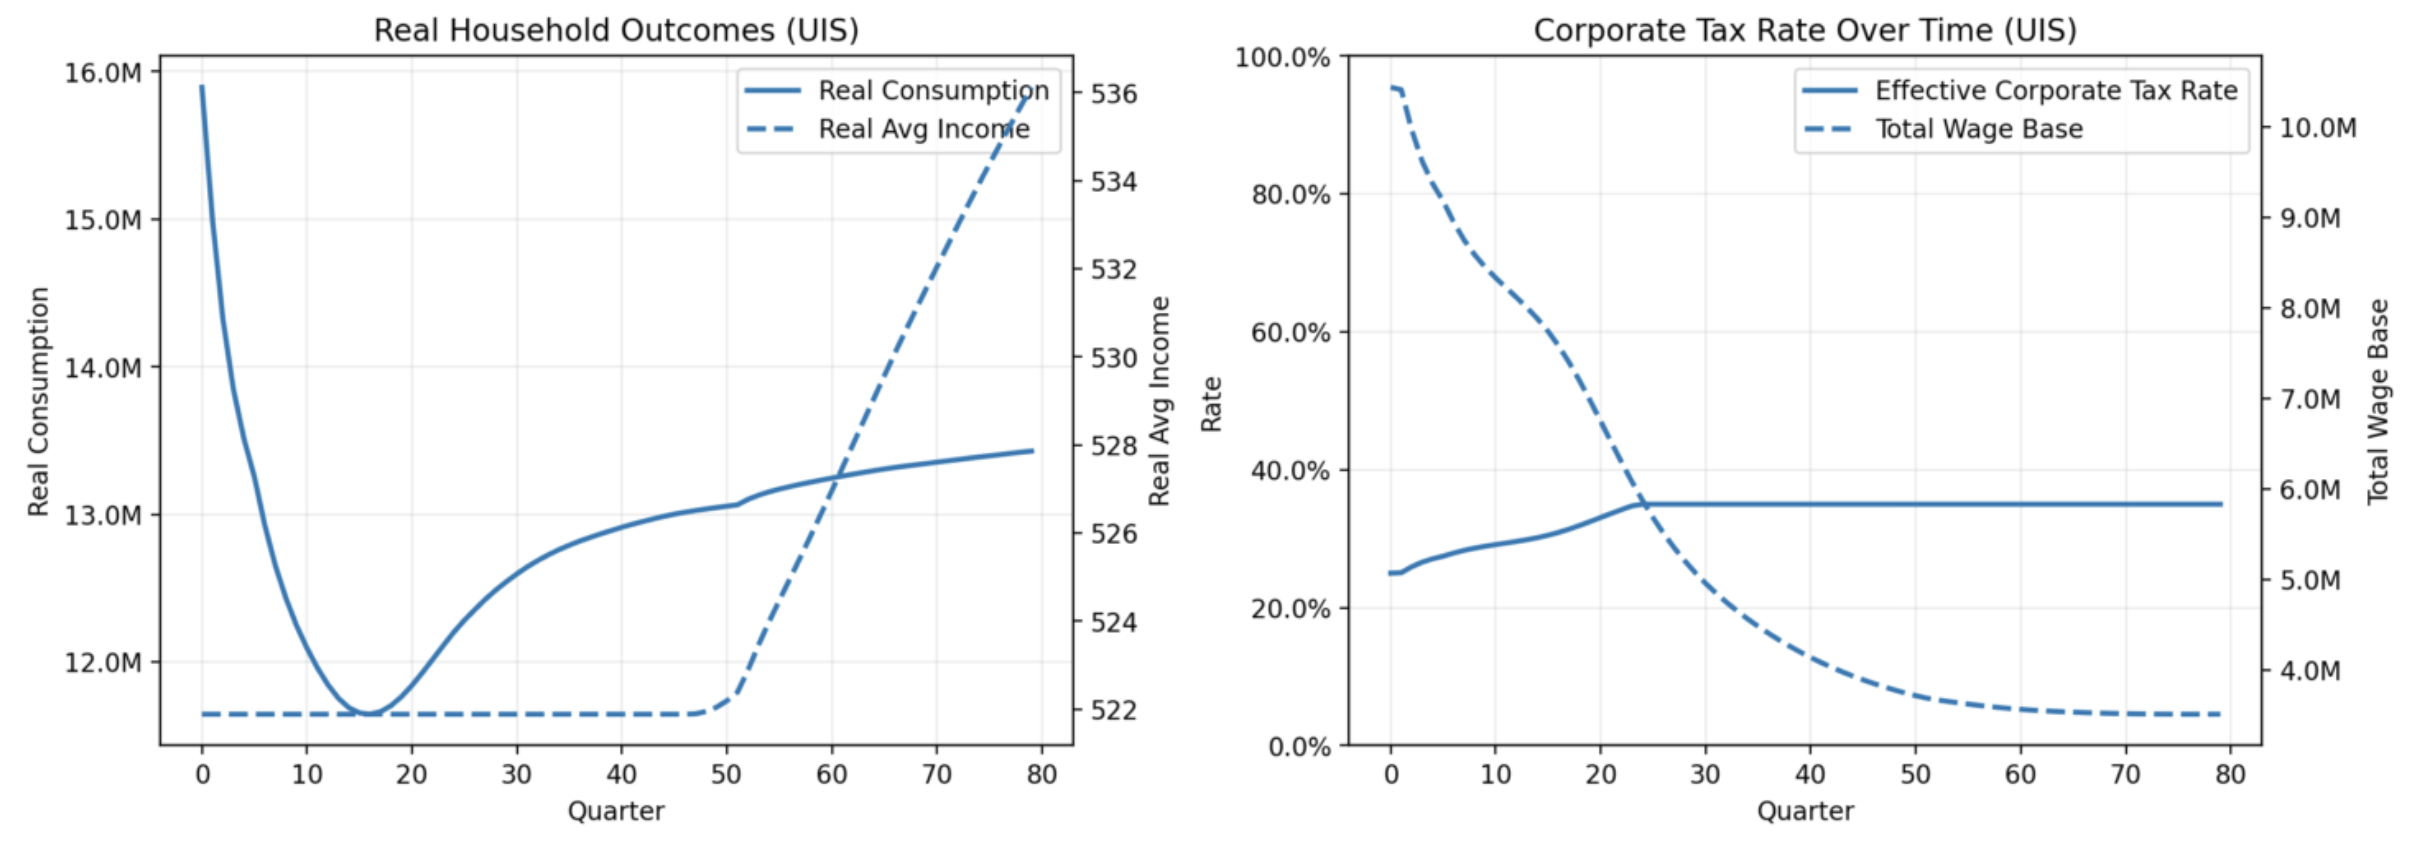 Real Household Outcomes (UIS)
16.0M
15.0M
14.0M
13.0M
12.0M
Real Consumption
Real Consumption
Real Avg Income
536
534
532
530
528
526
524
522
Real Avg Income
0 10 20 30 40 50 60 70 80
Quarter
Corporate Tax Rate Over Time (UIS)
100.0%
80.0%
60.0%
40.0%
20.0%
0.0%
Rate
Effective Corporate Tax Rate
Total Wage Base
10.0M
9.0M
8.0M
7.0M
6.0M
5.0M
4.0M
Total Wage Base
0 10 20 30 40 50 60 70 80
Quarter